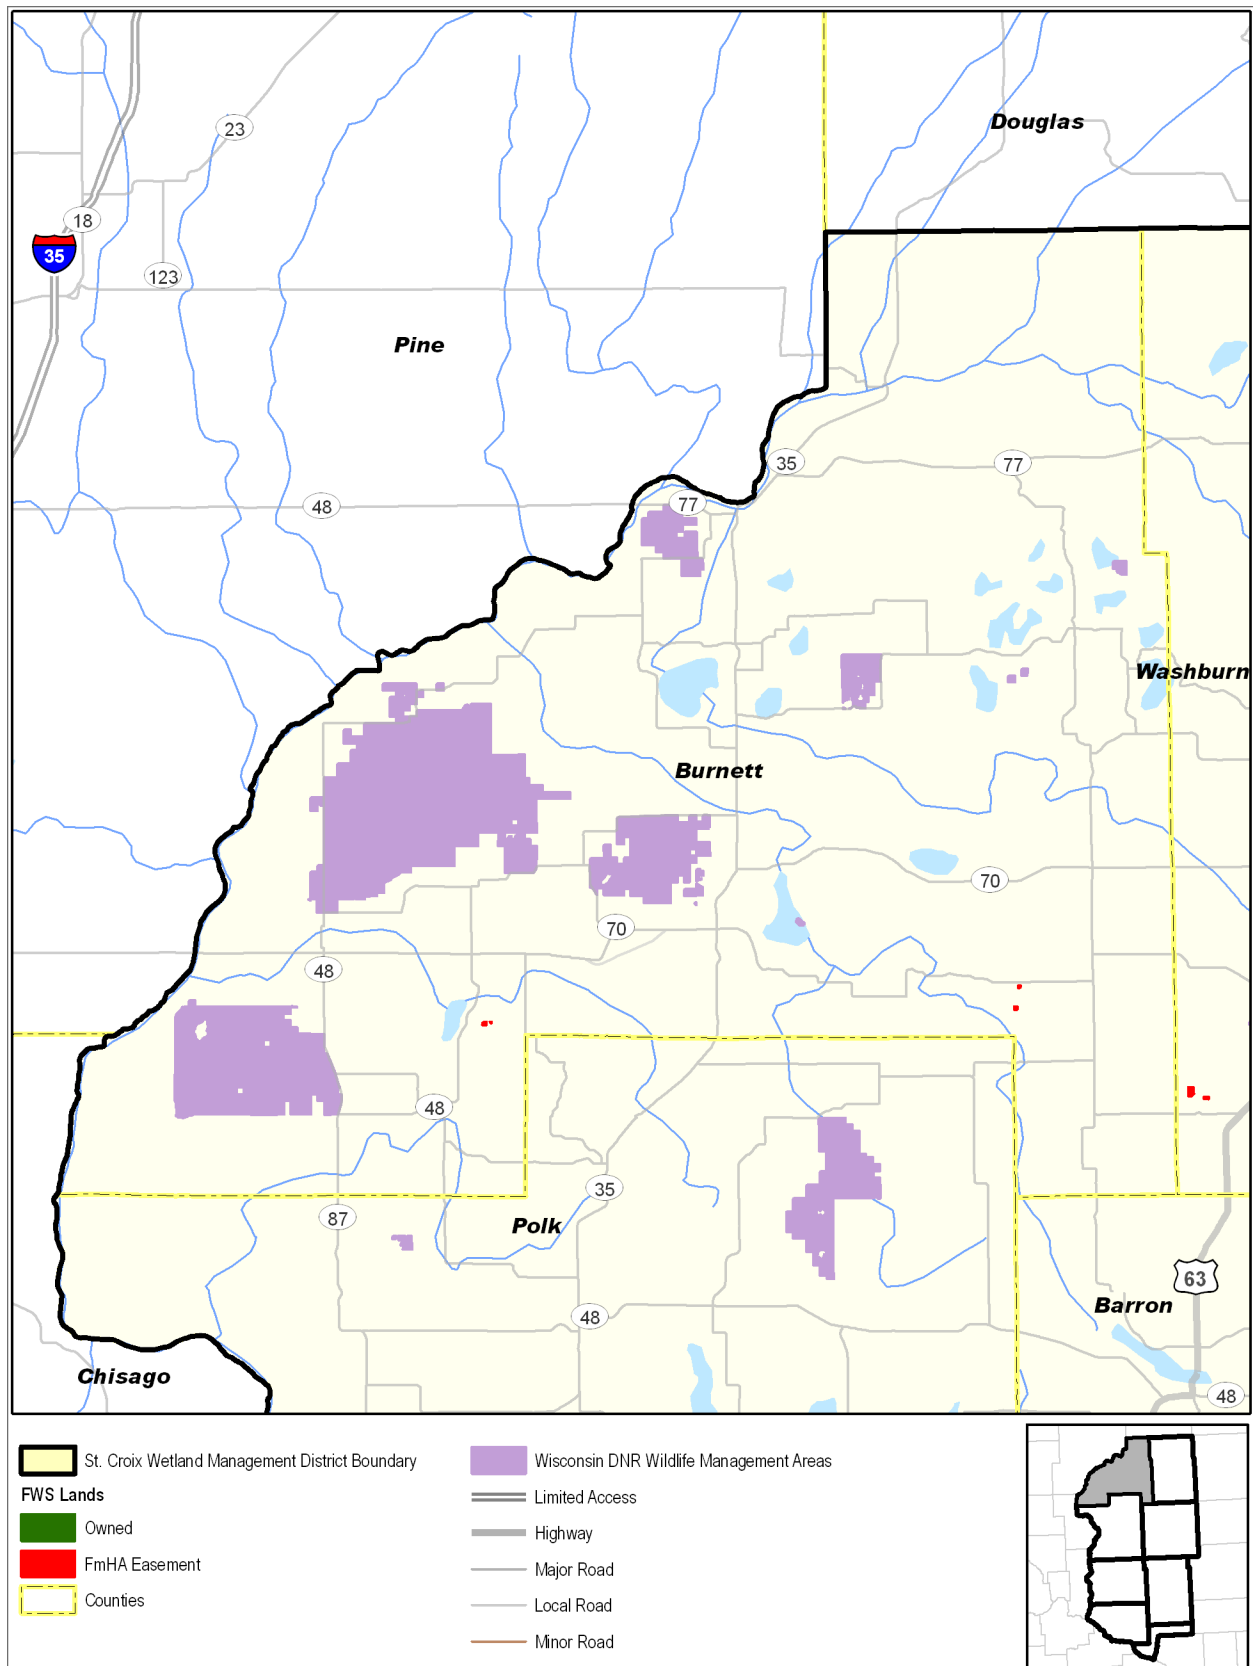 Douglas
23
18
35
123
Pine
35
77
48
77
Washburn
Burnett
70
70
48
48
35
87
Polk
63
Barron
48
Chisago
48
St. Croix Wetland Management District Boundary
FWS Lands
Owned
FmHA Easement
Counties
Wisconsin DNR Wildlife Management Areas
Limited Access
Highway
Major Road
Local Road
Minor Road